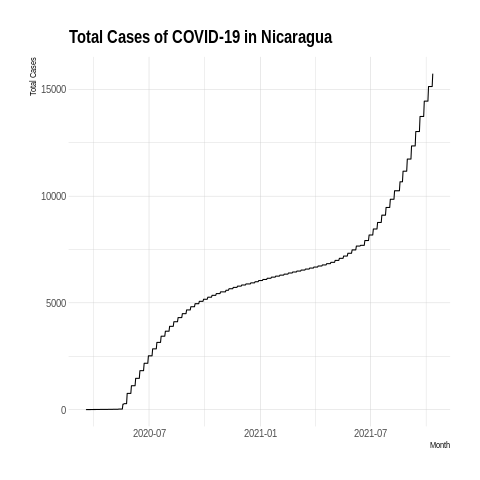 Total Cases of COVID-19 in Nicaragua
Total Cases
15000
10000
5000
0
2020-07
2021-01
2021-07
Month